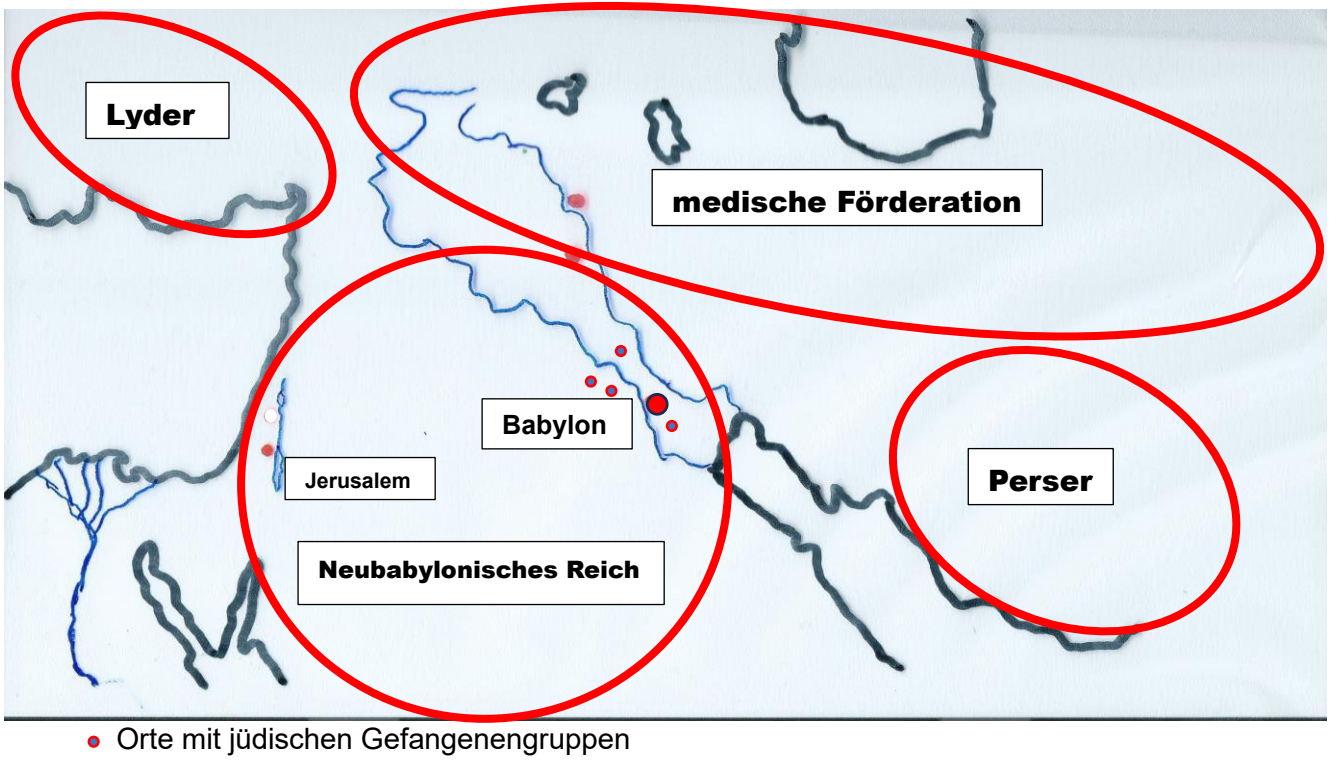 Lyder
medische Förderation
Babylon
Jerusalem
Perser
Neubabylonisches Reich
Orte mit jüdischen Gefangenengruppen